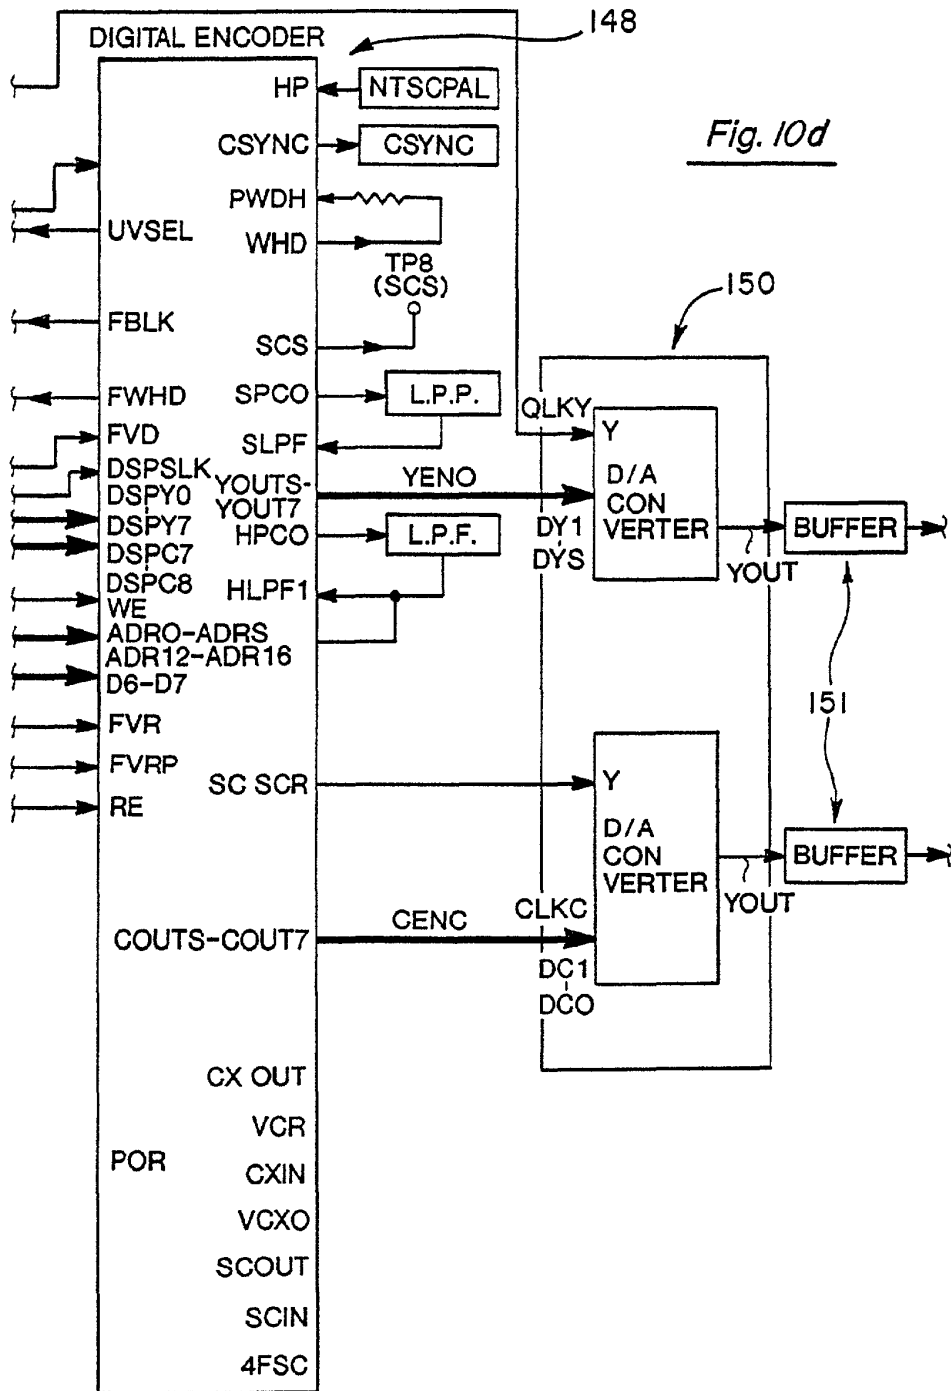 DIGITAL ENCODER
148
HP
NTSCPAL
Fig. 10d
CSYNC
CSYNC
PWDH
UVSEL
WHD
TP8
(SCS)
150
FBLK
SCS
FWHD
SPCO
L.P.P.
QLKY
Y
FVD
SLPF
DSPSLK
YOUTS-
YOUT7
YENO
D/A
CON
VERTER
DSPY0
DSPY7
HPCO
L.P.F.
DY1
DYS
YOUT
BUFFER
DSPC7
DSPC8
HLPF1
WE
ADR0-ADRS
ADR12-ADR16
D6-D7
151
FVR
FVRP
SC SCR
Y
RE
D/A
CON
VERTER
YOUT
BUFFER
COUTS-COUT7
CENC
CLKC
DC1
DCO
CX OUT
VCR
POR
CXIN
VCXO
SCOUT
SCIN
4FSC